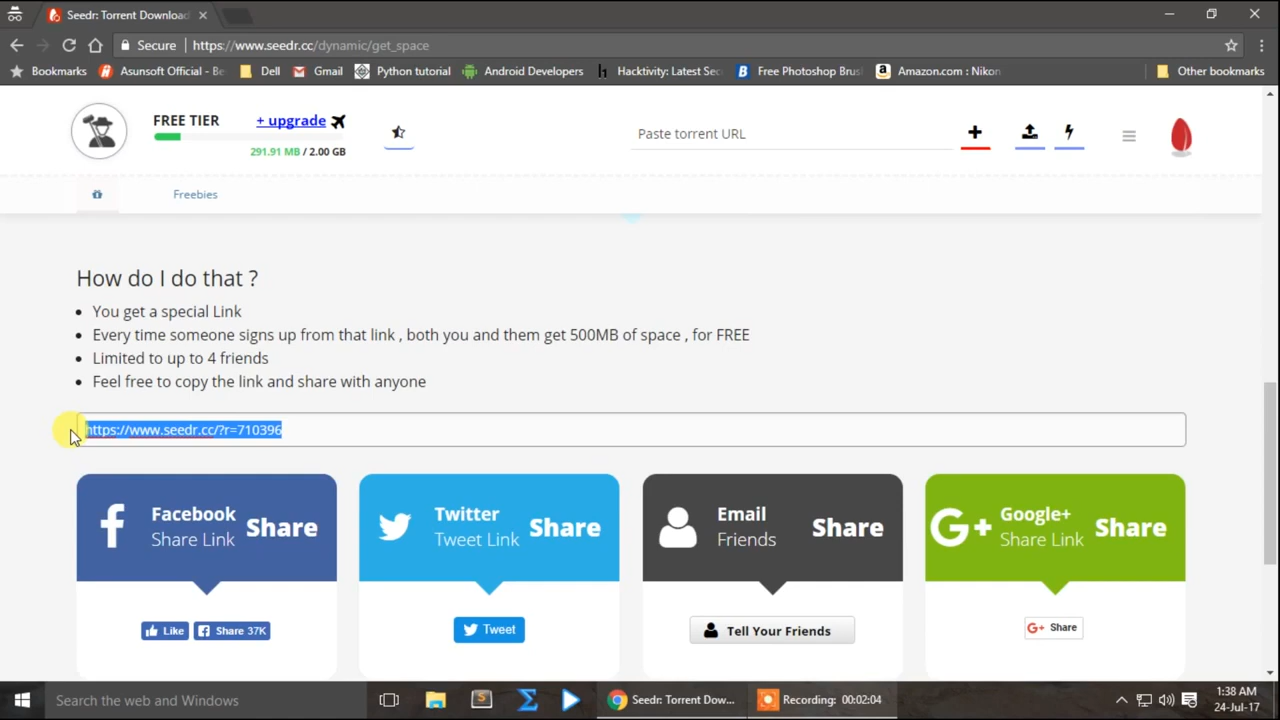 Seedr: Torrent Download
Secure | https://www.seedr.cc/dynamic/get_space
Bookmarks Asunsoft Official - Be Dell Gmail Python tutorial Android Developers Hacktivity: Latest Sec Free Photoshop Brus Amazon.com : Nikon Other bookmarks
FREE TIER + upgrade
291.91 MB / 2.00 GB
Paste torrent URL
Freebies
How do I do that ?
You get a special Link
Every time someone signs up from that link , both you and them get 500MB of space , for FREE
Limited to up to 4 friends
Feel free to copy the link and share with anyone
https://www.seedr.cc/?r=710396
Facebook
Share Link
Share
Twitter
Tweet Link
Share
Email
Friends
Share
Google+
Share Link
Share
Like Share 37K
Tweet
Tell Your Friends
G+ Share
Search the web and Windows
Seedr: Torrent Dow...
Recording: 00:02:04
1:38 AM
24-Jul-17